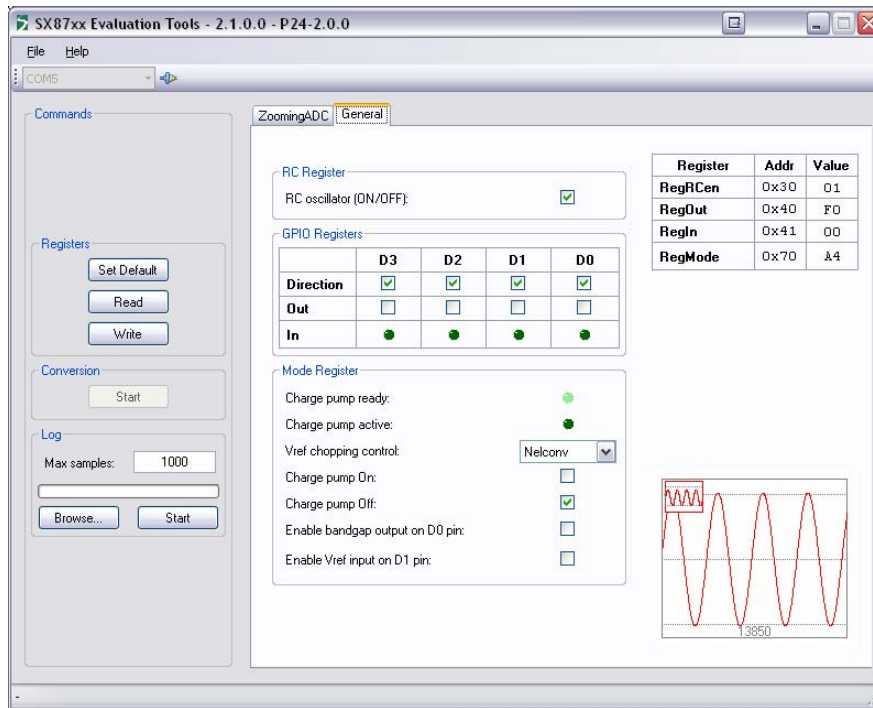 SX87xx Evaluation Tools - 2.1.0.0 - P24-2.0.0
File Help
COM5
Commands
Registers
Set Default
Read
Write
Conversion
Start
Log
Max samples: 1000
Browse... Start
ZoomingADC General
RC Register
RC oscillator (ON/OFF):
GPIO Registers
D3 D2 D1 D0
Direction
Out
In
Mode Register
Charge pump ready:
Charge pump active:
Vref chopping control: Nelconv
Charge pump On:
Charge pump Off:
Enable bandgap output on D0 pin:
Enable Vref input on D1 pin:
Register Addr Value
RegRCen 0x30 01
RegOut 0x40 F0
RegIn 0x41 00
RegMode 0x70 A4
13850
-